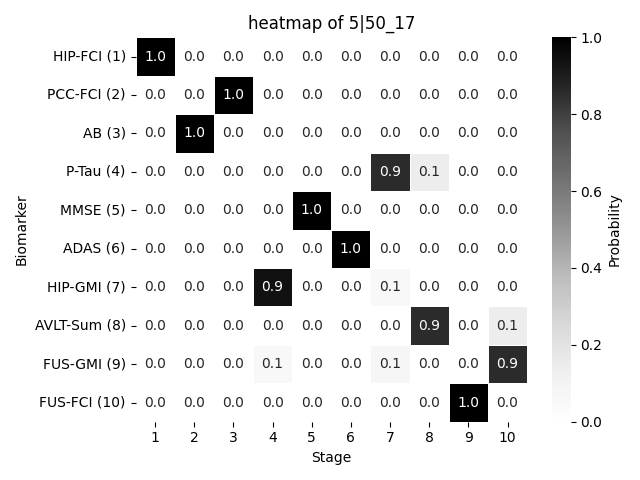 heatmap of 5|50_17
Biomarker
HIP-FCI (1) 1.0 0.0 0.0 0.0 0.0 0.0 0.0 0.0 0.0 0.0
PCC-FCI (2) 0.0 0.0 1.0 0.0 0.0 0.0 0.0 0.0 0.0 0.0
AB (3) 0.0 1.0 0.0 0.0 0.0 0.0 0.0 0.0 0.0 0.0
P-Tau (4) 0.0 0.0 0.0 0.0 0.0 0.0 0.9 0.1 0.0 0.0
MMSE (5) 0.0 0.0 0.0 0.0 1.0 0.0 0.0 0.0 0.0 0.0
ADAS (6) 0.0 0.0 0.0 0.0 0.0 1.0 0.0 0.0 0.0 0.0
HIP-GMI (7) 0.0 0.0 0.0 0.9 0.0 0.0 0.1 0.0 0.0 0.0
AVLT-Sum (8) 0.0 0.0 0.0 0.0 0.0 0.0 0.0 0.9 0.0 0.1
FUS-GMI (9) 0.0 0.0 0.0 0.1 0.0 0.0 0.1 0.0 0.0 0.9
FUS-FCI (10) 0.0 0.0 0.0 0.0 0.0 0.0 0.0 0.0 1.0 0.0
1 2 3 4 5 6 7 8 9 10
Stage
1.0
0.8
0.6
0.4
0.2
0.0
Probability